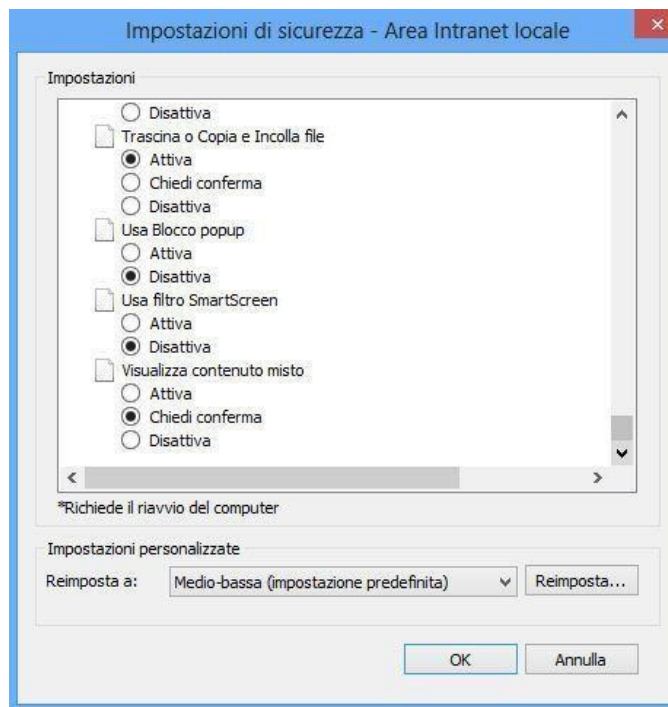 Impostazioni di sicurezza - Area Intranet locale
Impostazioni
Disattiva
Trascina o Copia e Incolla file
Attiva
Chiedi conferma
Disattiva
Usa Blocco popup
Attiva
Disattiva
Usa filtro SmartScreen
Attiva
Disattiva
Visualizza contenuto misto
Attiva
Chiedi conferma
Disattiva
*Richiede il riavvio del computer
Impostazioni personalizzate
Reimposta a: Medio-bassa (impostazione predefinita) Reimposta...
OK Annulla